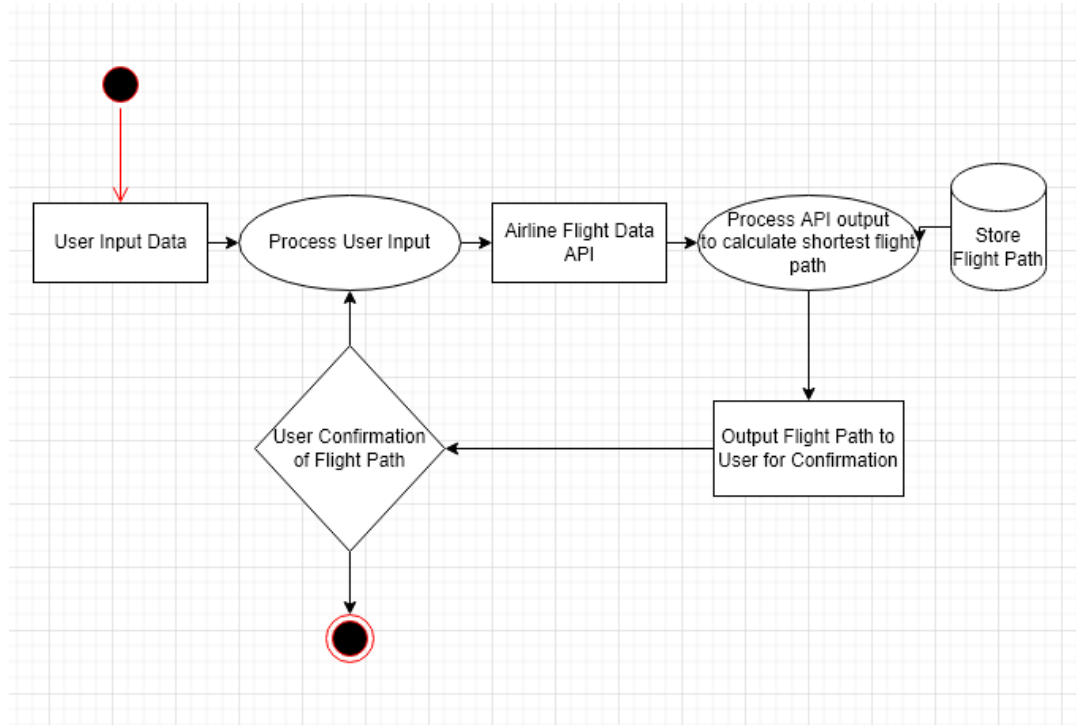 User Input Data
Process User Input
Airline Flight Data
API
Process API output
to calculate shortest flight
path
Store
Flight Path
User Confirmation
of Flight Path
Output Flight Path to
User for Confirmation